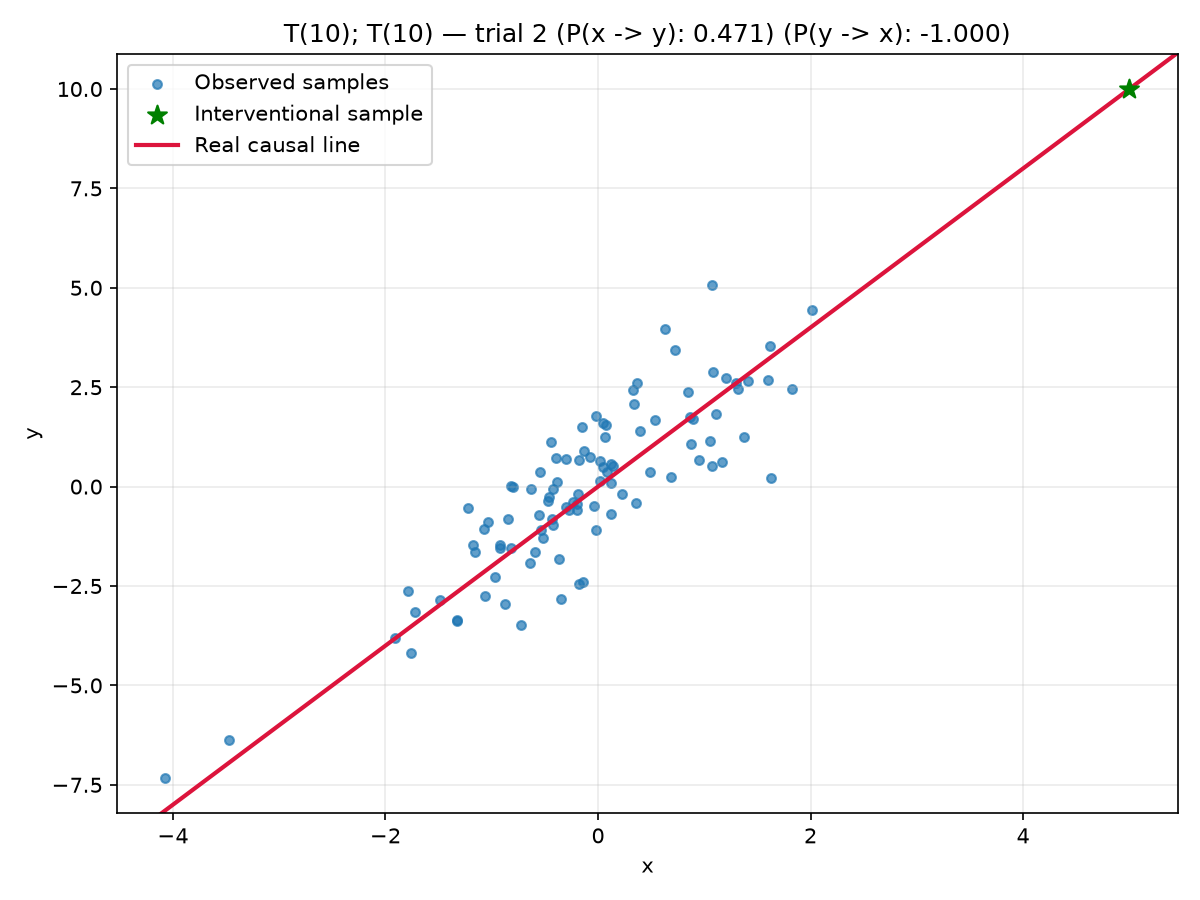 T(10); T(10) — trial 2 (P(x -> y): 0.471) (P(y -> x): -1.000)
Observed samples
Interventional sample
Real causal line
10.0
7.5
5.0
2.5
0.0
−2.5
−5.0
−7.5
y
−4 −2 0 2 4
x